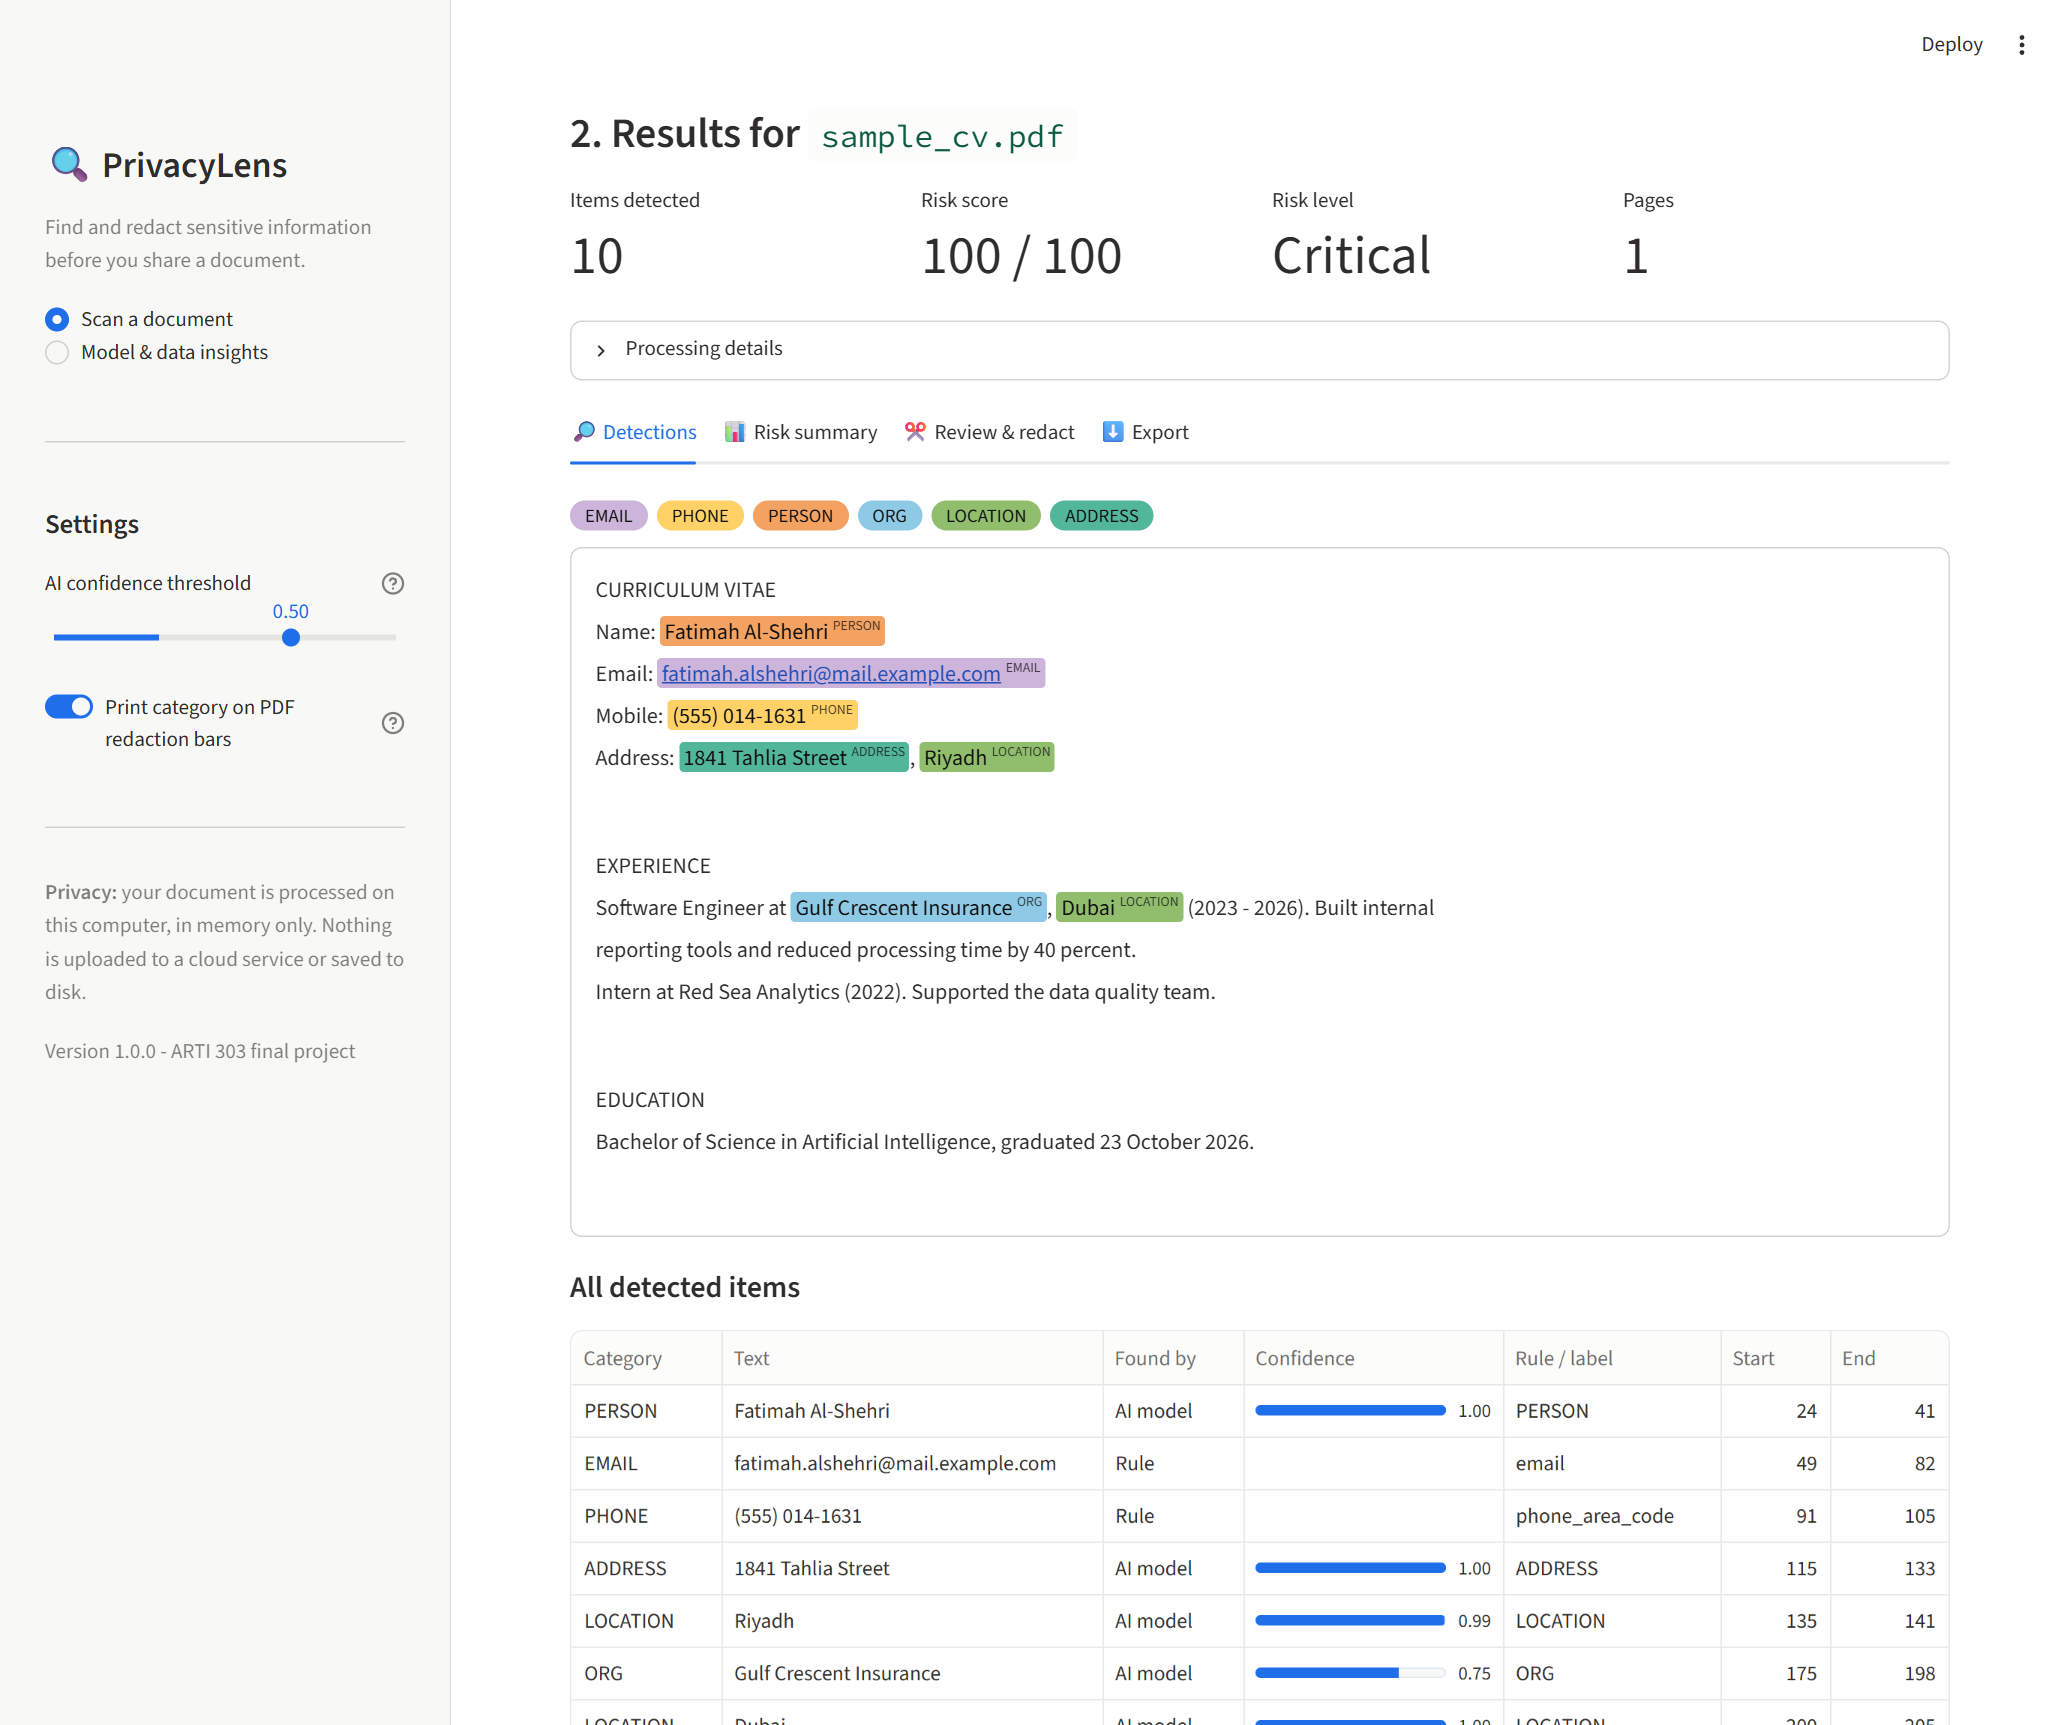 Deploy
PrivacyLens
Find and redact sensitive information
before you share a document.
Scan a document
Model & data insights
Settings
AI confidence threshold
0.50
Print category on PDF
redaction bars
Privacy: your document is processed on
this computer, in memory only. Nothing
is uploaded to a cloud service or saved to
disk.
Version 1.0.0 - ARTI 303 final project
2. Results for sample_cv.pdf
Items detected Risk score Risk level Pages
10 100 / 100 Critical 1
Processing details
Detections Risk summary Review & redact Export
EMAIL PHONE PERSON ORG LOCATION ADDRESS
CURRICULUM VITAE
Name: Fatimah Al-Shehri PERSON
Email: fatimah.alshehri@mail.example.com EMAIL
Mobile: (555) 014-1631 PHONE
Address: 1841 Tahlia Street ADDRESS, Riyadh LOCATION
EXPERIENCE
Software Engineer at Gulf Crescent Insurance ORG, Dubai LOCATION (2023 - 2026). Built internal
reporting tools and reduced processing time by 40 percent.
Intern at Red Sea Analytics (2022). Supported the data quality team.
EDUCATION
Bachelor of Science in Artificial Intelligence, graduated 23 October 2026.
All detected items
Category Text Found by Confidence Rule / label Start End
PERSON Fatimah Al-Shehri AI model 1.00 PERSON 24 41
EMAIL fatimah.alshehri@mail.example.com Rule email 49 82
PHONE (555) 014-1631 Rule phone_area_code 91 105
ADDRESS 1841 Tahlia Street AI model 1.00 ADDRESS 115 133
LOCATION Riyadh AI model 0.99 LOCATION 135 141
ORG Gulf Crescent Insurance AI model 0.75 ORG 175 198
LOCATION Dubai AI model 1.00 LOCATION 200 205